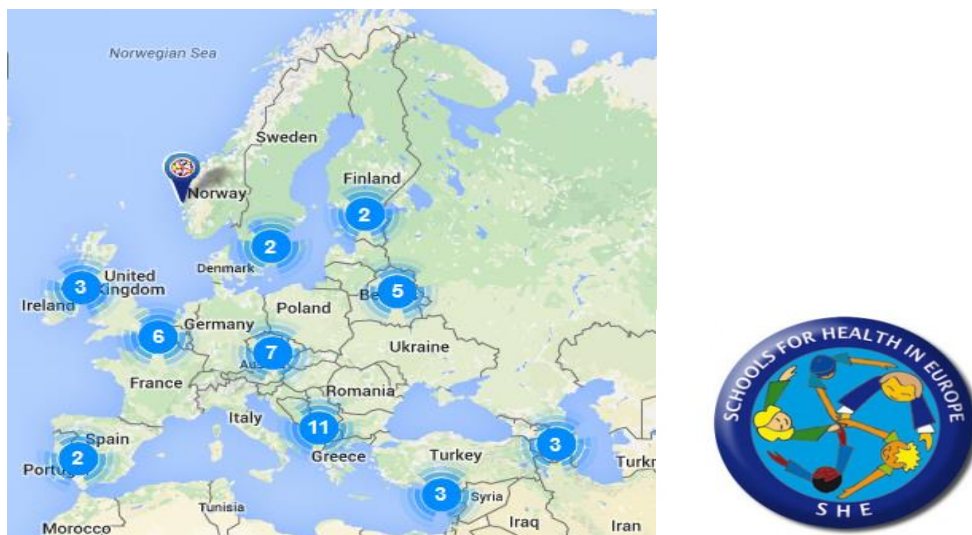 Norwegian Sea
Sweden
Finland
Norway
2
2
Denmark
3
United
Kingdom
Ireland
5
Poland
Germany
6
7
Ukraine
France
Romania
Italy
11
Spain
2
Greece
Turkey
3
3
Syria
Tunisia
Morocco
Iraq
Iran
SCHOOLS FOR HEALTH IN EUROPE
SHE